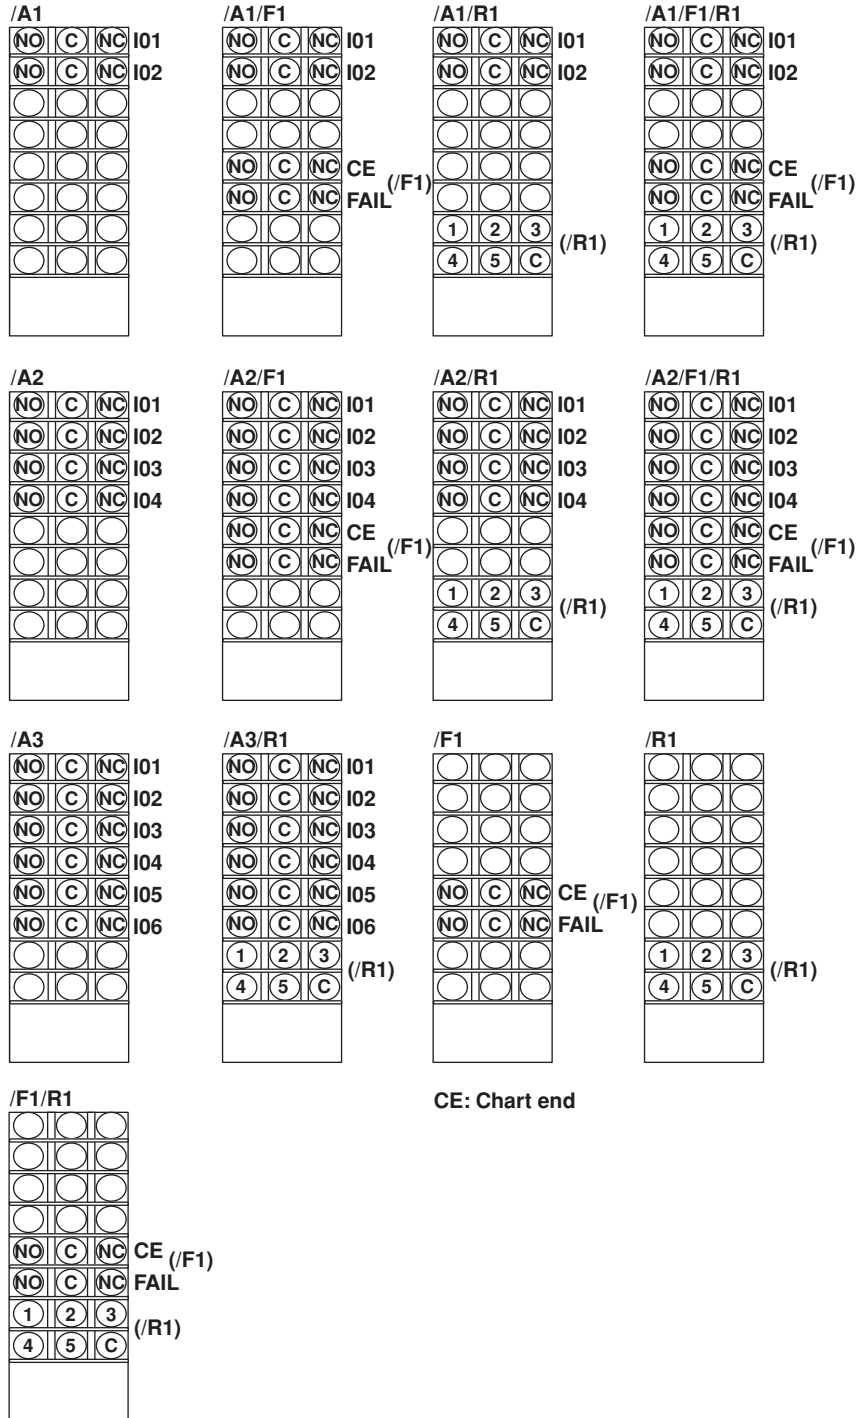 /A1
NO C NC I01
NO C NC I02
/A1/F1
NO C NC I01
NO C NC I02
NO C NC CE
(/F1)
NO C NC FAIL
/A1/R1
NO C NC I01
NO C NC I02
1 2 3
(/R1)
4 5 C
/A1/F1/R1
NO C NC I01
NO C NC I02
NO C NC CE
(/F1)
NO C NC FAIL
1 2 3
(/R1)
4 5 C
/A2
NO C NC I01
NO C NC I02
NO C NC I03
NO C NC I04
/A2/F1
NO C NC I01
NO C NC I02
NO C NC I03
NO C NC I04
NO C NC CE
(/F1)
NO C NC FAIL
/A2/R1
NO C NC I01
NO C NC I02
NO C NC I03
NO C NC I04
1 2 3
(/R1)
4 5 C
/A2/F1/R1
NO C NC I01
NO C NC I02
NO C NC I03
NO C NC I04
NO C NC CE
(/F1)
NO C NC FAIL
1 2 3
(/R1)
4 5 C
/A3
NO C NC I01
NO C NC I02
NO C NC I03
NO C NC I04
NO C NC I05
NO C NC I06
/A3/R1
NO C NC I01
NO C NC I02
NO C NC I03
NO C NC I04
NO C NC I05
NO C NC I06
1 2 3
(/R1)
4 5 C
/F1
NO C NC CE
(/F1)
NO C NC FAIL
/R1
1 2 3
(/R1)
4 5 C
/F1/R1
NO C NC CE
(/F1)
NO C NC FAIL
1 2 3
(/R1)
4 5 C
CE: Chart end